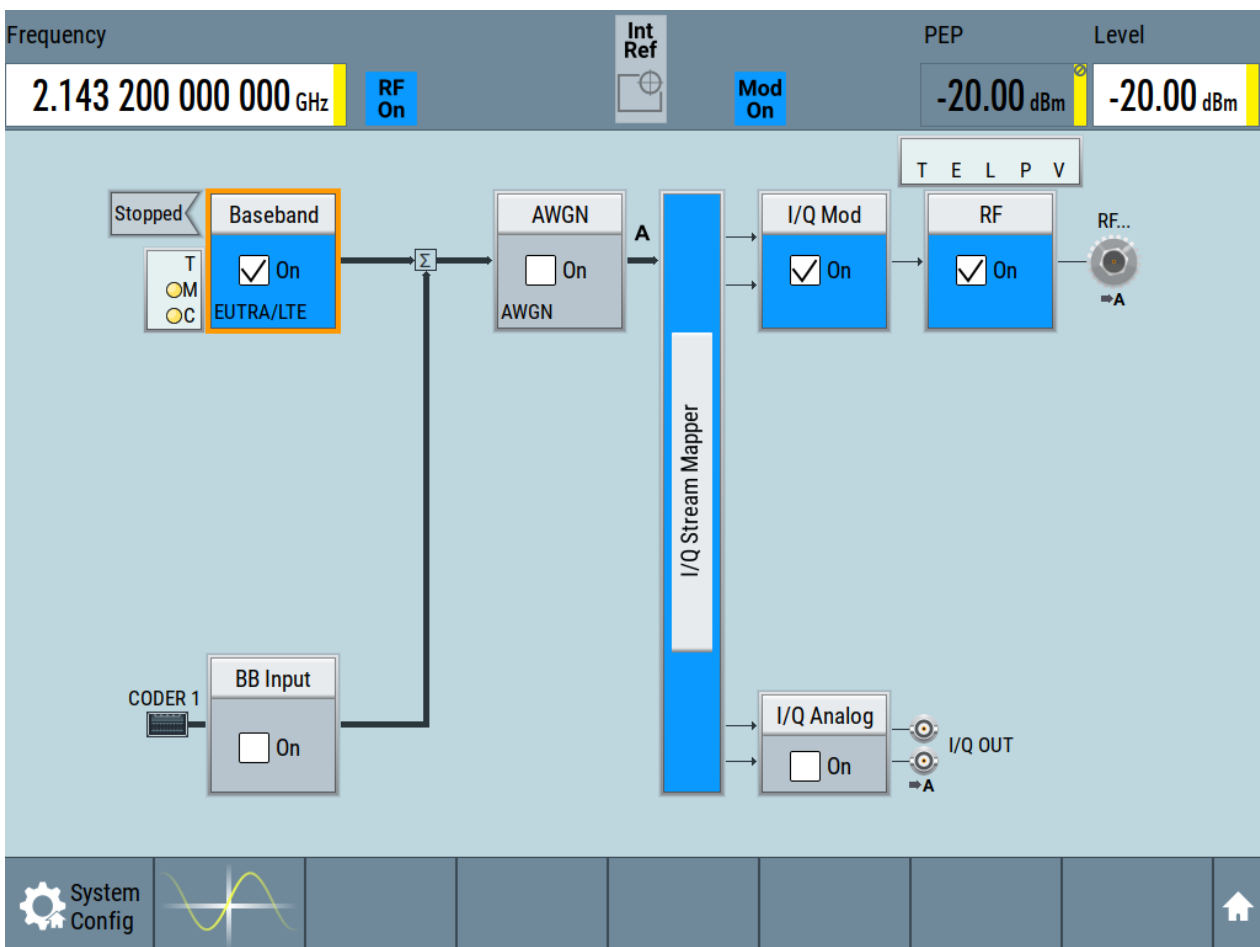 Frequency
Int
Ref
PEP
Level
2.143 200 000 000 GHz
RF
On
Mod
On
-20.00 dBm
-20.00 dBm
T E L P V
Stopped
Baseband
AWGN
I/Q Mod
RF
RF...
A
T
M
C
On
On
On
On
EUTRA/LTE
Σ
AWGN
A
I/Q Stream Mapper
BB Input
CODER 1
On
I/Q Analog
On
I/Q OUT
A
System
Config